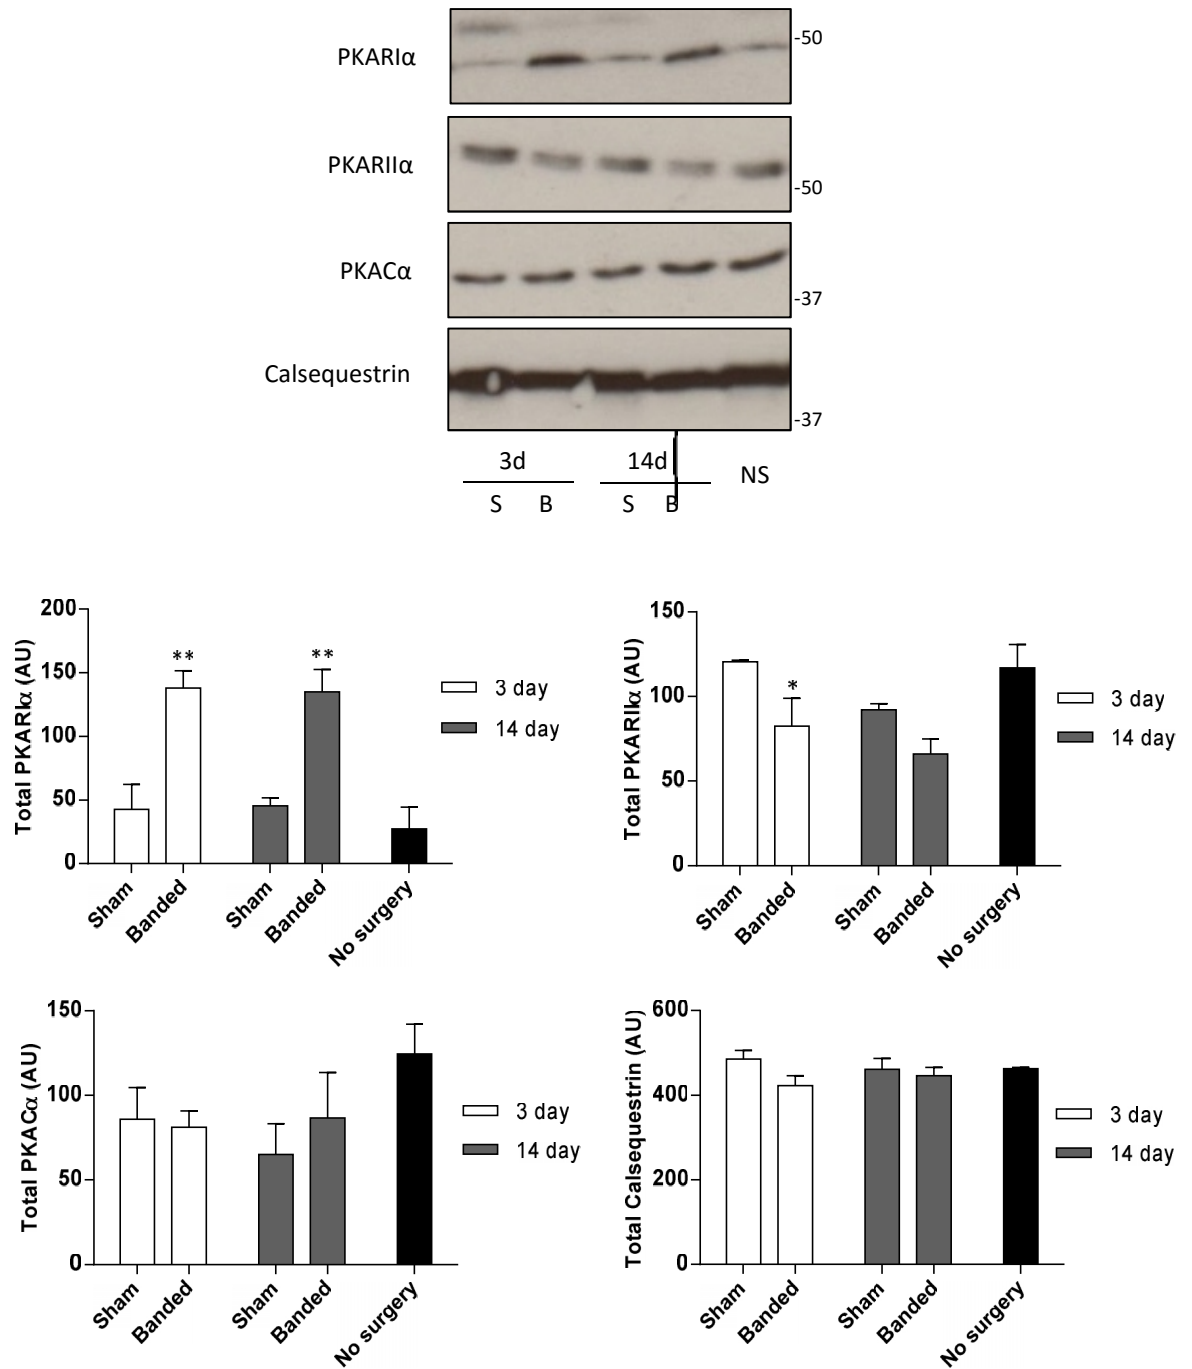 PKARIα
-50
PKARIIα
-50
PKACα
-37
Calsequestrin
-37
3d 14d NS
S B S B
Total PKARIα (AU)
200
150
100
50
0
** **
Sham Banded Sham Banded No surgery
3 day
14 day
Total PKARIIα (AU)
150
100
50
0
*
Sham Banded Sham Banded No surgery
3 day
14 day
Total PKACα (AU)
150
100
50
0
Sham Banded Sham Banded No surgery
3 day
14 day
Total Calsequestrin (AU)
600
400
200
0
Sham Banded Sham Banded No surgery
3 day
14 day